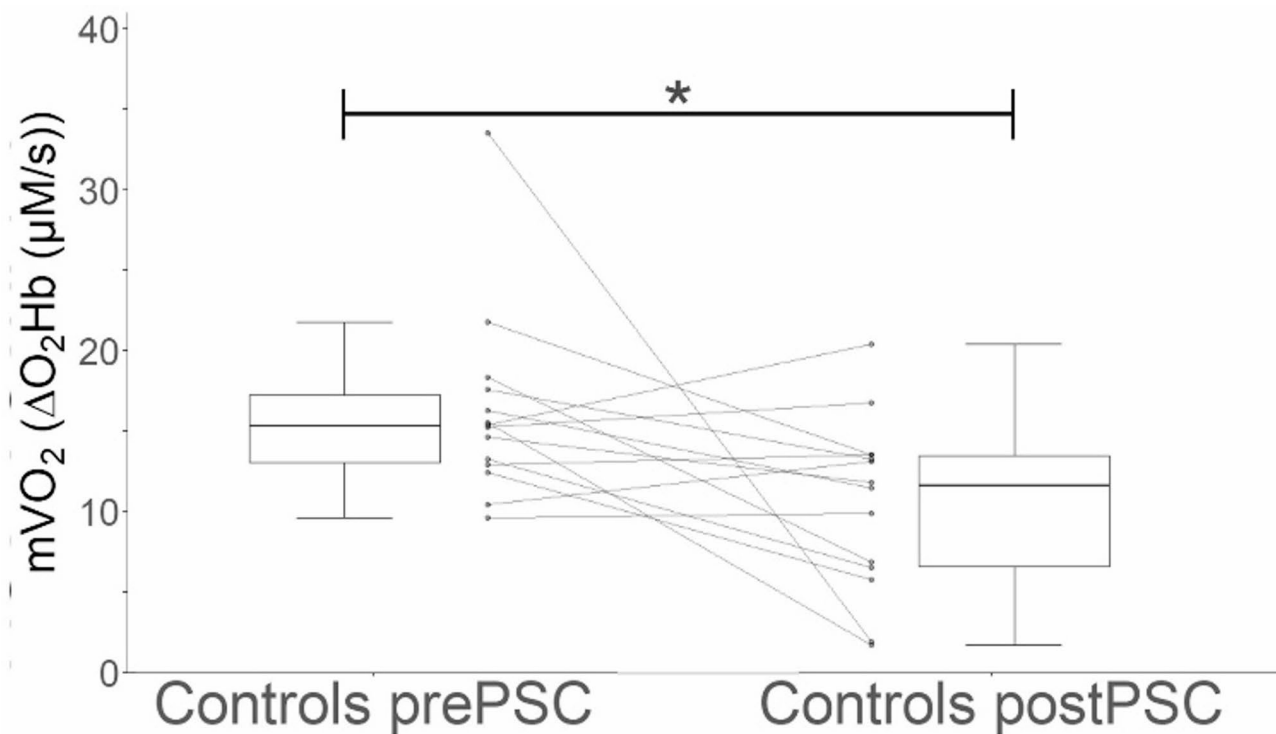 mVO₂ (ΔO₂Hb (μM/s))
40
30
20
10
0
*
Controls prePSC
Controls postPSC